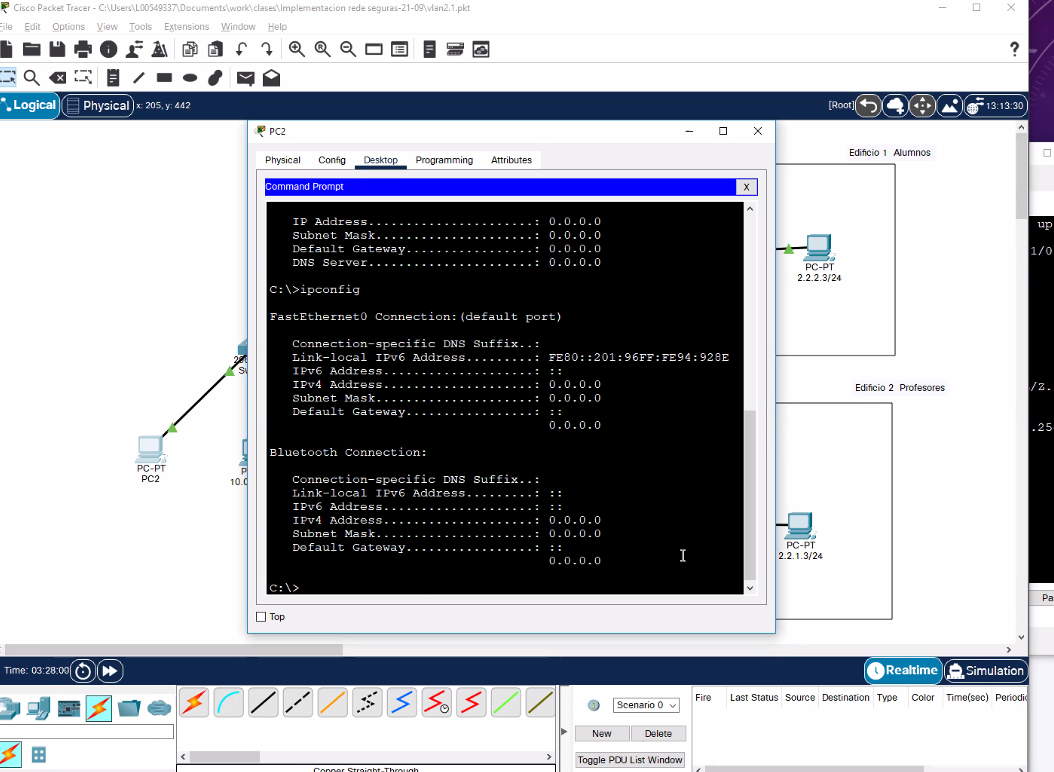 Cisco Packet Tracer - C:\Users\L00549337\Documents\work\clases\Implementacion rede seguras-21-09\vlan2.1.pkt
File Edit Options View Tools Extensions Window Help
?
Logical Physical x: 205, y: 442 [Root] 13:13:30
PC2
Edificio 1 Alumnos
Physical Config Desktop Programming Attributes
Command Prompt X
IP Address......................: 0.0.0.0
Subnet Mask.....................: 0.0.0.0
Default Gateway.................: 0.0.0.0
DNS Server......................: 0.0.0.0
C:\>ipconfig
FastEthernet0 Connection:(default port)
Connection-specific DNS Suffix..:
Link-local IPv6 Address.........: FE80::201:96FF:FE94:928E
IPv6 Address....................: ::
IPv4 Address....................: 0.0.0.0
Subnet Mask.....................: 0.0.0.0
Default Gateway.................: ::
0.0.0.0
Bluetooth Connection:
Connection-specific DNS Suffix..:
Link-local IPv6 Address.........: ::
IPv6 Address....................: ::
IPv4 Address....................: 0.0.0.0
Subnet Mask.....................: 0.0.0.0
Default Gateway.................: ::
0.0.0.0
C:\>
Top
PC-PT
2.2.2.3/24
Edificio 2 Profesores
PC-PT
2.2.1.3/24
PC-PT
PC2
up
1/0
Time: 03:28:00 Realtime Simulation
Scenario 0
New Delete
Toggle PDU List Window
Fire Last Status Source Destination Type Color Time(sec) Periodic
Copper Straight-Through